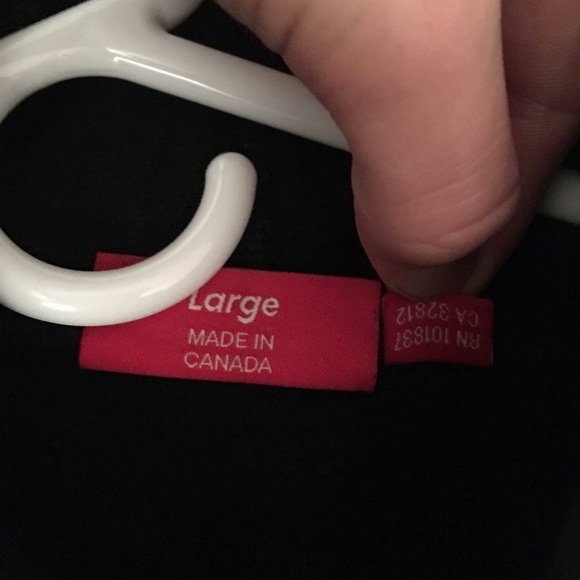 Large
MADE IN
CANADA
RN 101837
CA 32812